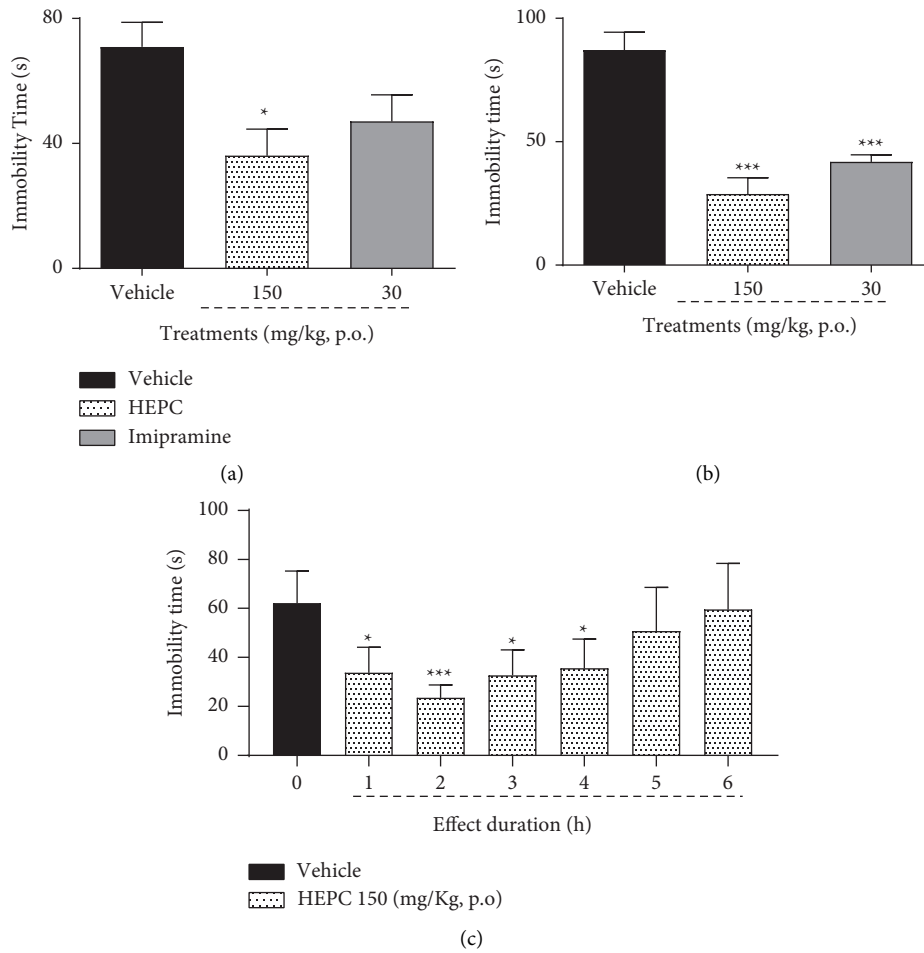 80
40
0
Immobility Time (s)
*
Vehicle
150
30
Treatments (mg/kg, p.o.)
Vehicle
HEPC
Imipramine
(a)
100
50
0
Immobility time (s)
***
***
Vehicle
150
30
Treatments (mg/kg, p.o.)
(b)
100
80
60
40
20
0
Immobility time (s)
*
***
*
*
0 1 2 3 4 5 6
Effect duration (h)
Vehicle
HEPC 150 (mg/Kg, p.o)
(c)